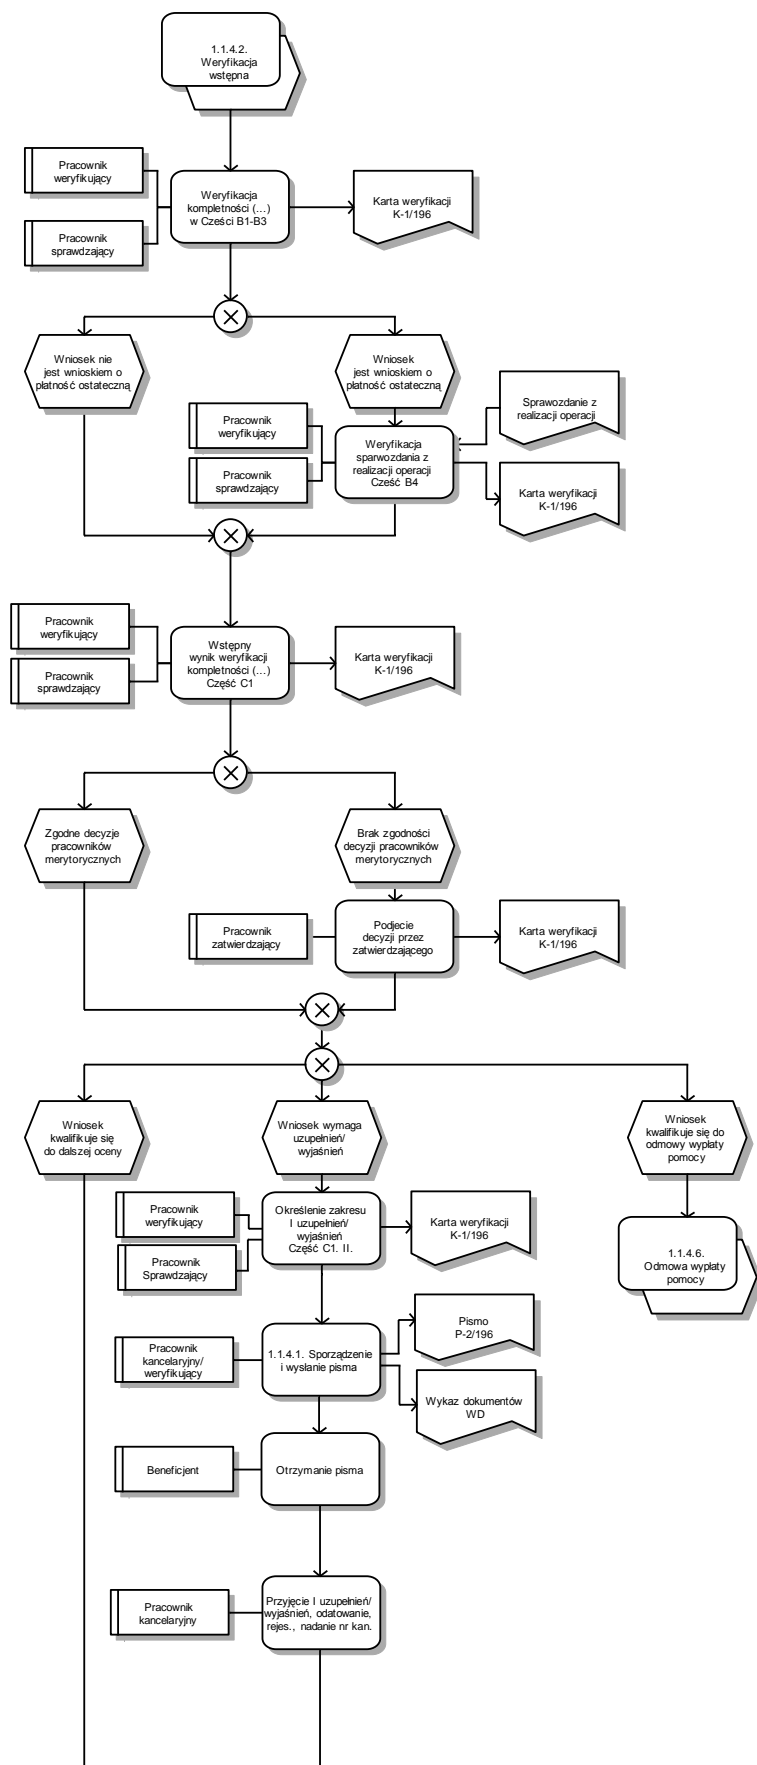 1.1.4.2.
Weryfikacja
wstępna
Pracownik
weryfikujący
Pracownik
sprawdzający
Weryfikacja
kompletności (...)
w Cześci B1-B3
Karta weryfikacji
K-1/196
Wniosek nie
jest wnioskiem o
płatność ostateczną
Wniosek
jest wnioskiem o
płatność ostateczną
Sprawozdanie z
realizacji operacji
Pracownik
weryfikujący
Pracownik
sprawdzający
Weryfikacja
sparwozdania z
realizacji operacji
Cześć B4
Karta weryfikacji
K-1/196
Pracownik
weryfikujący
Pracownik
sprawdzający
Wstępny
wynik weryfikacji
kompletności (...)
Część C1
Karta weryfikacji
K-1/196
Zgodne decyzje
pracowników
merytorycznych
Brak zgodności
decyzji pracowników
merytorycznych
Pracownik
zatwierdzający
Podjecie
decyzji przez
zatwierdzającego
Karta weryfikacji
K-1/196
Wniosek
kwalifikuje się
do dalszej oceny
Wniosek wymaga
uzupełnień/
wyjaśnień
Wniosek
kwalifikuje się do
odmowy wypłaty
pomocy
Pracownik
weryfikujący
Pracownik
Sprawdzający
Określenie zakresu
I uzupełnień/
wyjaśnień
Część C1. II.
Karta weryfikacji
K-1/196
1.1.4.6.
Odmowa wypłaty
pomocy
Pracownik
kancelaryjny/
weryfikujący
1.1.4.1. Sporządzenie
i wysłanie pisma
Pismo
P-2/196
Wykaz dokumentów
WD
Beneficjent
Otrzymanie pisma
Pracownik
kancelaryjny
Przyjęcie I uzupełnień/
wyjaśnień, odatowanie,
rejes., nadanie nr kan.